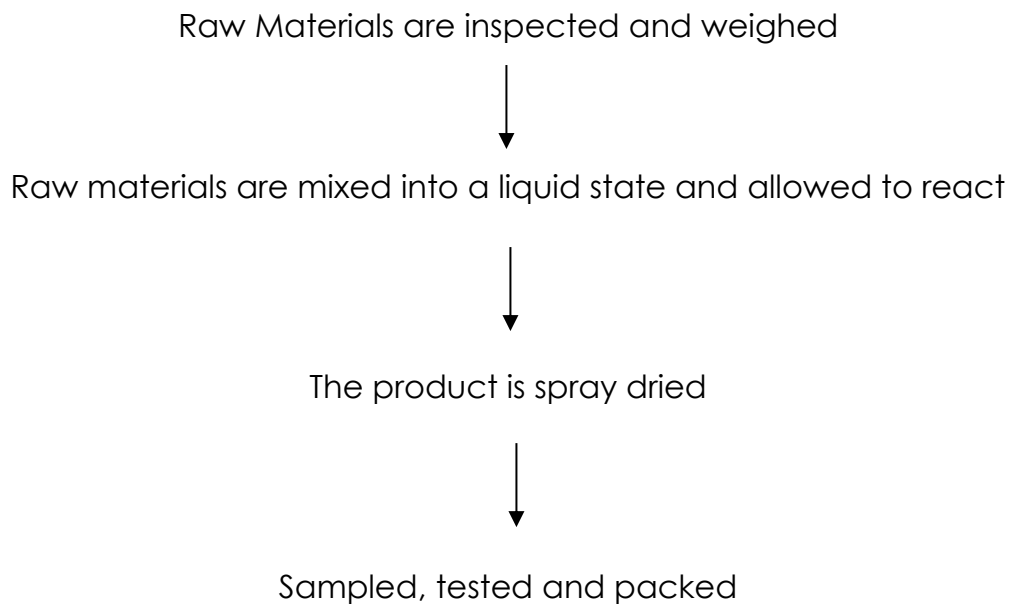 Raw Materials are inspected and weighed
Raw materials are mixed into a liquid state and allowed to react
The product is spray dried
Sampled, tested and packed